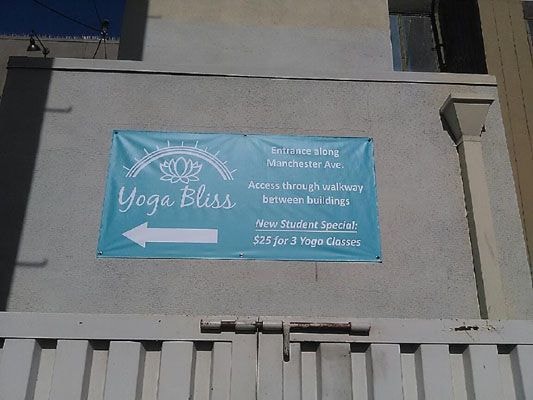 Yoga Bliss
Entrance along
Manchester Ave.
Access through walkway
between buildings
New Student Special:
$25 for 3 Yoga Classes